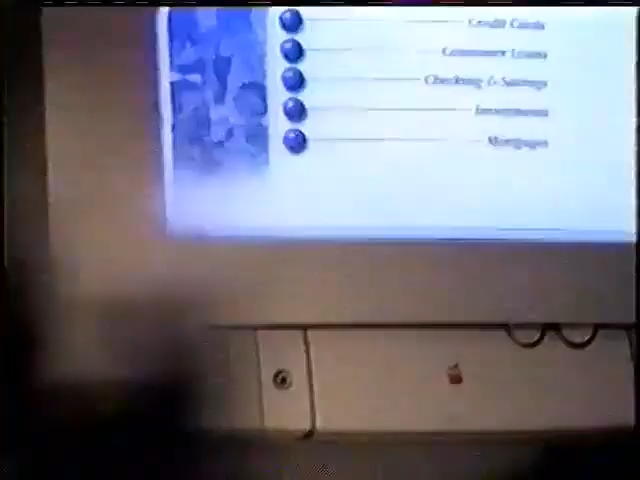 Credit Cards
Consumer Loans
Checking & Savings
Investments
Mortgages